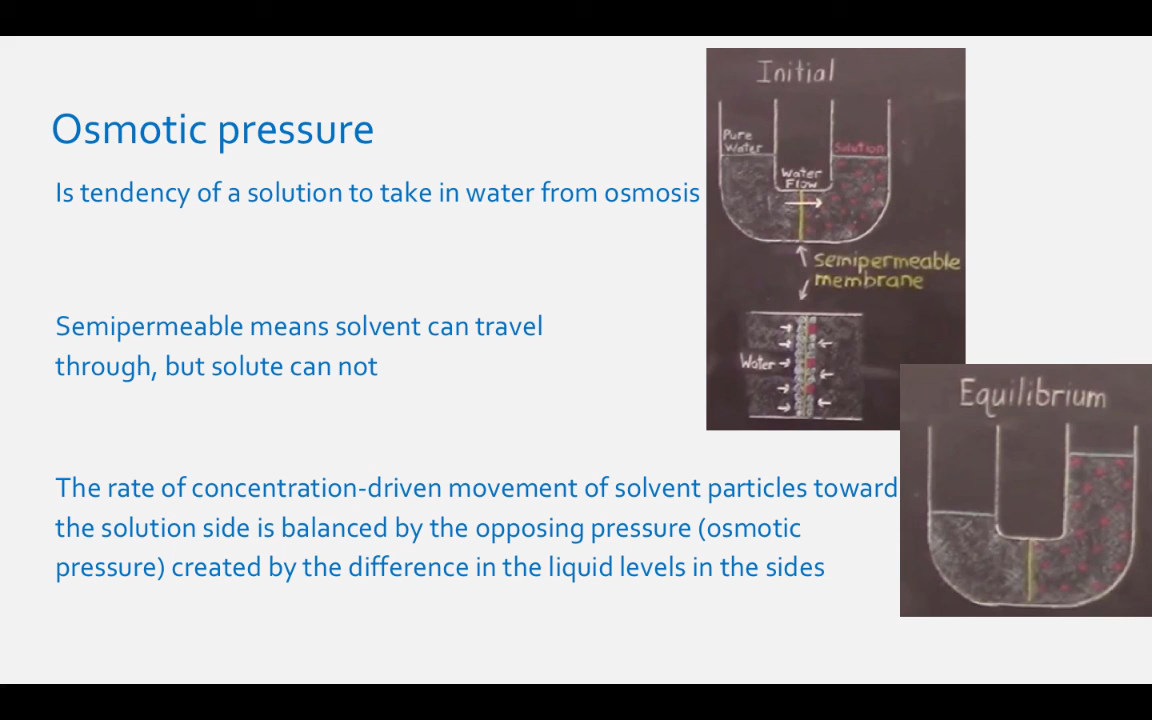 Osmotic pressure
Is tendency of a solution to take in water from osmosis
Semipermeable means solvent can travel
through, but solute can not
The rate of concentration-driven movement of solvent particles toward
the solution side is balanced by the opposing pressure (osmotic
pressure) created by the difference in the liquid levels in the sides
Initial
Pure
Water
Solution
Water
Flow
semipermeable
membrane
Water
Equilibrium